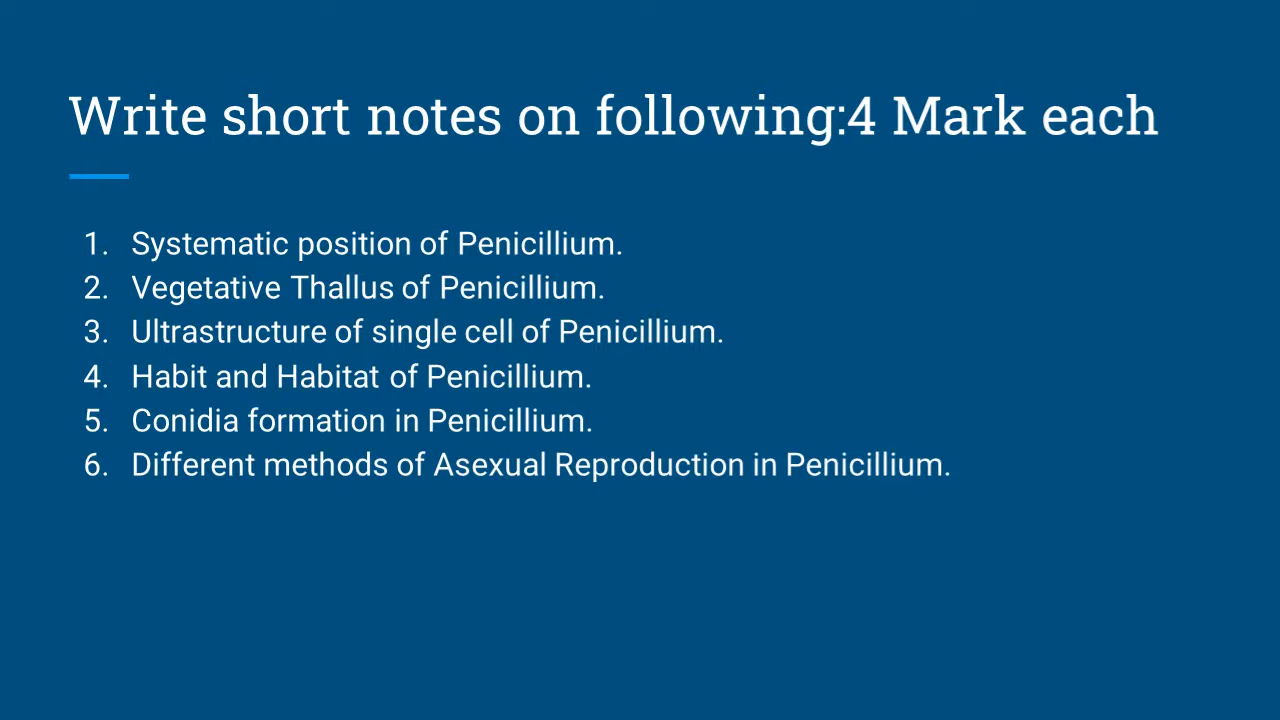 Write short notes on following:4 Mark each
1. Systematic position of Penicillium.
2. Vegetative Thallus of Penicillium.
3. Ultrastructure of single cell of Penicillium.
4. Habit and Habitat of Penicillium.
5. Conidia formation in Penicillium.
6. Different methods of Asexual Reproduction in Penicillium.